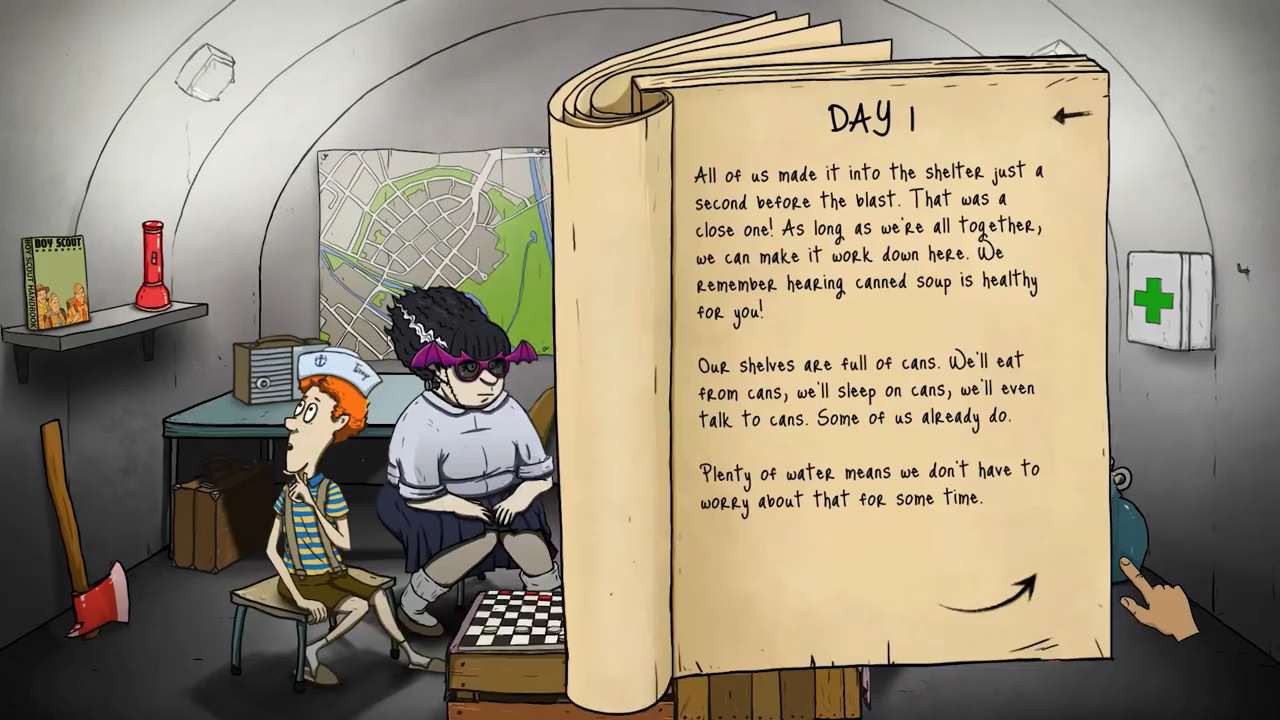 DAY 1
All of us made it into the shelter just a
second before the blast. That was a
close one! As long as we're all together,
we can make it work down here. We
remember hearing canned soup is healthy
for you!
Our shelves are full of cans. We'll eat
from cans, we'll sleep on cans, we'll even
talk to cans. Some of us already do.
Plenty of water means we don't have to
worry about that for some time.
BOY SCOUT
BOY SCOUT HANDBOOK
Timmy